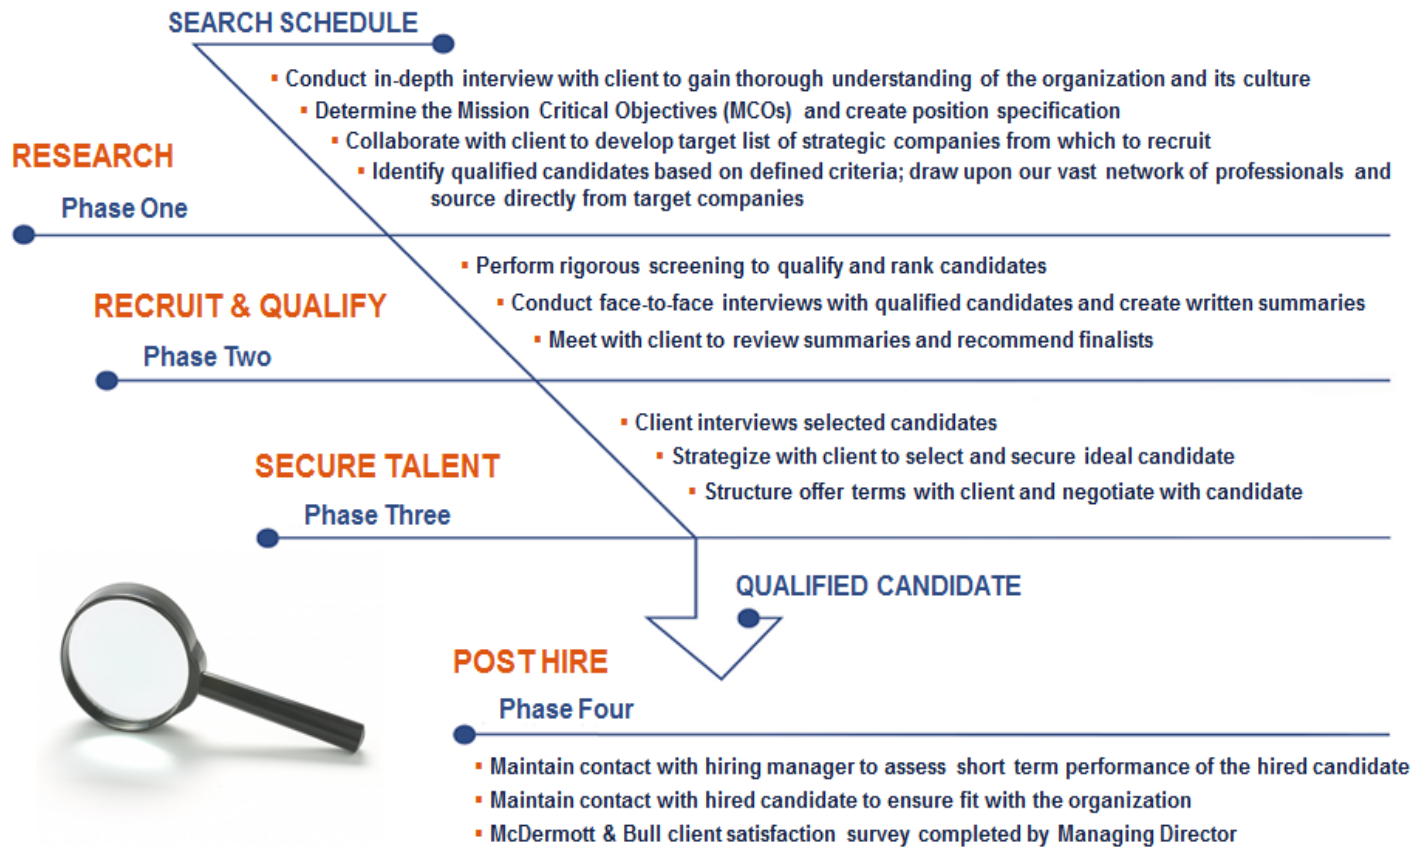 SEARCH SCHEDULE
▪ Conduct in-depth interview with client to gain thorough understanding of the organization and its culture
▪ Determine the Mission Critical Objectives (MCOs) and create position specification
▪ Collaborate with client to develop target list of strategic companies from which to recruit
▪ Identify qualified candidates based on defined criteria; draw upon our vast network of professionals and
source directly from target companies
RESEARCH
Phase One
▪ Perform rigorous screening to qualify and rank candidates
▪ Conduct face-to-face interviews with qualified candidates and create written summaries
▪ Meet with client to review summaries and recommend finalists
RECRUIT & QUALIFY
Phase Two
▪ Client interviews selected candidates
▪ Strategize with client to select and secure ideal candidate
▪ Structure offer terms with client and negotiate with candidate
SECURE TALENT
Phase Three
QUALIFIED CANDIDATE
POST HIRE
Phase Four
▪ Maintain contact with hiring manager to assess short term performance of the hired candidate
▪ Maintain contact with hired candidate to ensure fit with the organization
▪ McDermott & Bull client satisfaction survey completed by Managing Director